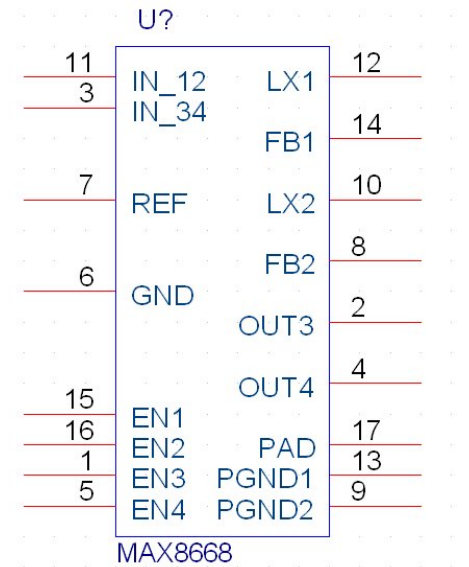 U?
11 IN_12 LX1 12
3 IN_34
FB1 14
7 REF LX2 10
FB2 8
6 GND
OUT3 2
OUT4 4
15 EN1
16 EN2 PAD 17
1 EN3 PGND1 13
5 EN4 PGND2 9
MAX8668